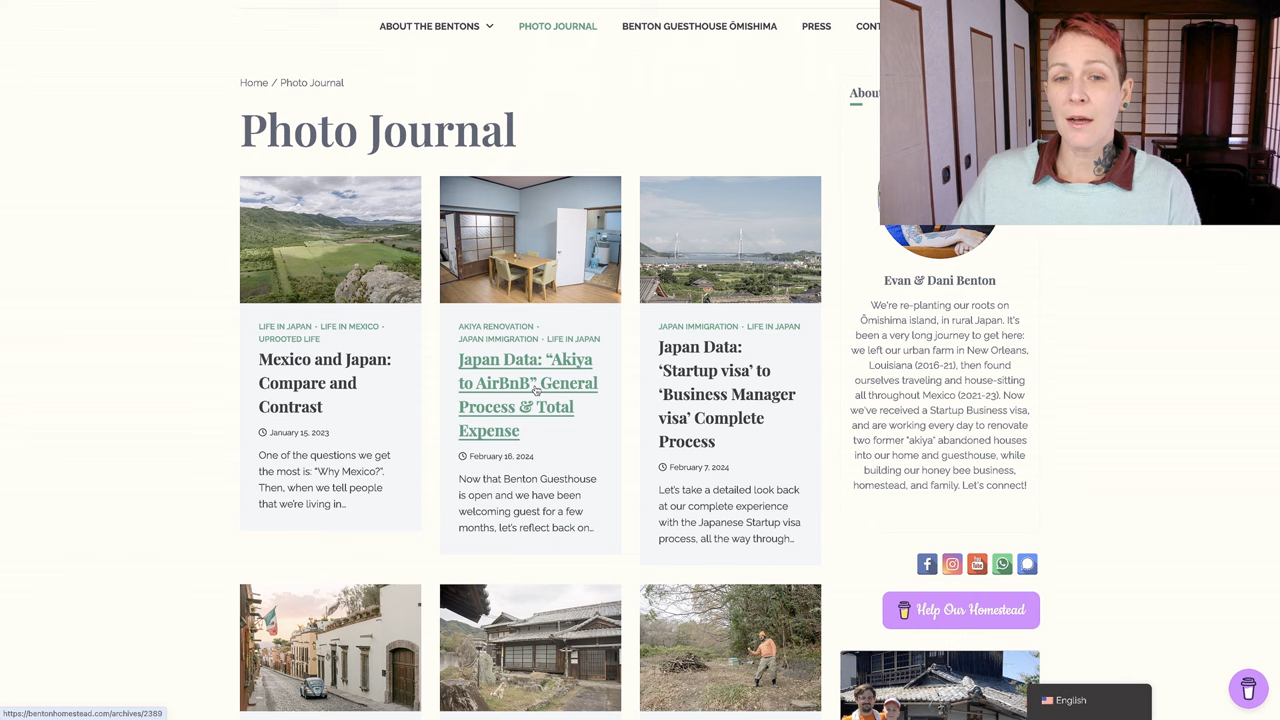 ABOUT THE BENTONS
PHOTO JOURNAL
BENTON GUESTHOUSE ŌMISHIMA
PRESS
Home / Photo Journal
Photo Journal
LIFE IN JAPAN • LIFE IN MEXICO •
UPROOTED LIFE
Mexico and Japan:
Compare and
Contrast
January 15, 2023
One of the questions we get
the most is: “Why Mexico?”.
Then, when we tell people
that we’re living in…
AKIYA RENOVATION •
JAPAN IMMIGRATION • LIFE IN JAPAN
Japan Data: “Akiya
to AirBnB” General
Process & Total
Expense
February 16, 2024
Now that Benton Guesthouse
is open and we have been
welcoming guest for a few
months, let’s reflect back on…
JAPAN IMMIGRATION • LIFE IN JAPAN
Japan Data:
‘Startup visa’ to
‘Business Manager
visa’ Complete
Process
February 7, 2024
Let’s take a detailed look back
at our complete experience
with the Japanese Startup visa
process, all the way through…
About
Evan & Dani Benton
We're re-planting our roots on
Ōmishima island, in rural Japan. It's
been a very long journey to get here:
we left our urban farm in New Orleans,
Louisiana (2016-21), then found
ourselves traveling and house-sitting
all throughout Mexico (2021-23). Now
we've received a Startup Business visa,
and are working every day to renovate
two former "akiya" abandoned houses
into our home and guesthouse, while
building our honey bee business,
homestead, and family. Let's connect!
You
Tube
Help Our Homestead
English
https://bentonhomestead.com/archives/2389